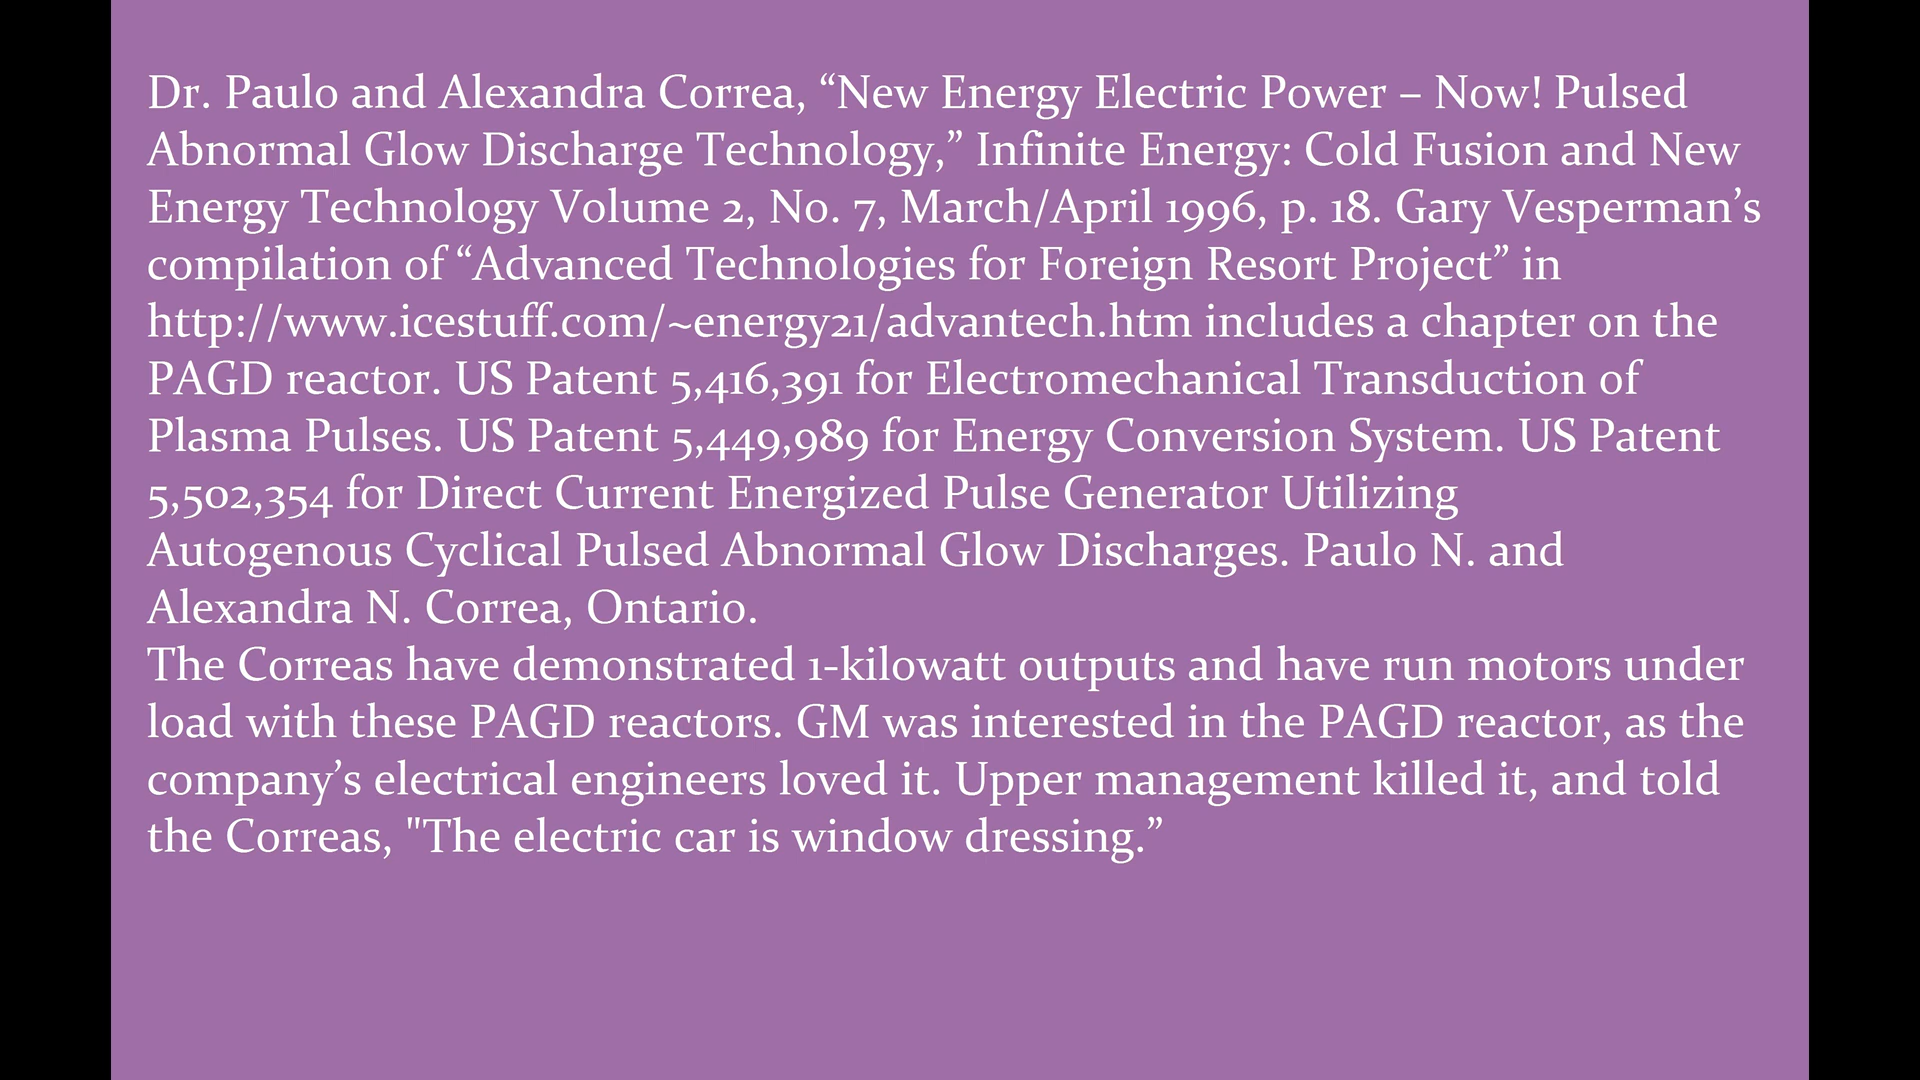 Dr. Paulo and Alexandra Correa, “New Energy Electric Power – Now! Pulsed
Abnormal Glow Discharge Technology,” Infinite Energy: Cold Fusion and New
Energy Technology Volume 2, No. 7, March/April 1996, p. 18. Gary Vesperman’s
compilation of “Advanced Technologies for Foreign Resort Project” in
http://www.icestuff.com/~energy21/advantech.htm includes a chapter on the
PAGD reactor. US Patent 5,416,391 for Electromechanical Transduction of
Plasma Pulses. US Patent 5,449,989 for Energy Conversion System. US Patent
5,502,354 for Direct Current Energized Pulse Generator Utilizing
Autogenous Cyclical Pulsed Abnormal Glow Discharges. Paulo N. and
Alexandra N. Correa, Ontario.
The Correas have demonstrated 1-kilowatt outputs and have run motors under
load with these PAGD reactors. GM was interested in the PAGD reactor, as the
company’s electrical engineers loved it. Upper management killed it, and told
the Correas, "The electric car is window dressing.”